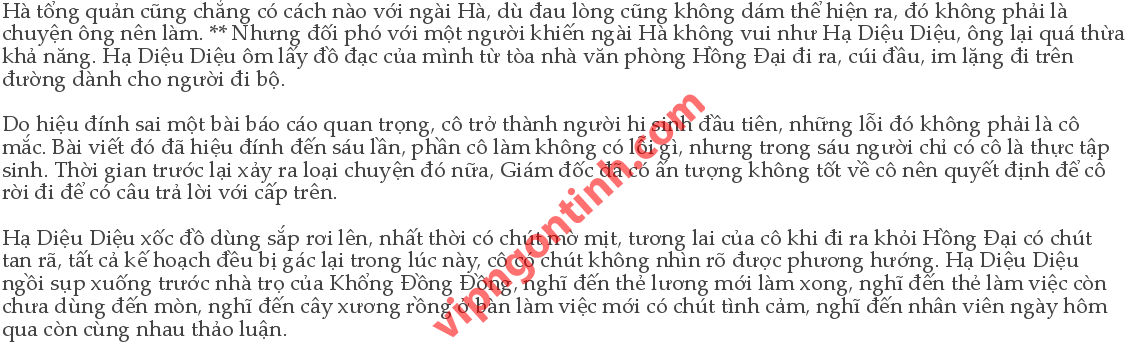 Hà tổng quản cũng chẳng có cách nào với ngài Hà, dù đau lòng cũng không dám thể hiện ra, đó không phải là
chuyện ông nên làm. ** Nhưng đối phó với một người khiến ngài Hà không vui như Hạ Diệu Diệu, ông lại quá thừa
khả năng. Hạ Diệu Diệu ôm lấy đồ đạc của mình từ tòa nhà văn phòng Hồng Đại đi ra, cúi đầu, im lặng đi trên
đường dành cho người đi bộ.
Do hiệu đính sai một bài báo cáo quan trọng, cô trở thành người hi sinh đầu tiên, những lỗi đó không phải là cô
mắc. Bài viết đó đã hiệu đính đến sáu lần, phần cô làm không có lỗi gì, nhưng trong sáu người chỉ có cô là thực tập
sinh. Thời gian trước lại xảy ra loại chuyện đó nữa, Giám đốc đã có ấn tượng không tốt về cô nên quyết định để cô
rời đi để có câu trả lời với cấp trên.
Hạ Diệu Diệu xốc đồ dùng sắp rơi lên, nhất thời có chút mờ mịt, tương lai của cô khi đi ra khỏi Hồng Đại có chút
tan rã, tất cả kế hoạch đều bị gác lại trong lúc này, cô có chút không nhìn rõ được phương hướng. Hạ Diệu Diệu
ngồi sụp xuống trước nhà trọ của Khổng Đồng Đồng, nghĩ đến thẻ lương mới làm xong, nghĩ đến thẻ làm việc còn
chưa dùng đến mòn, nghĩ đến cây xương rồng ở bàn làm việc mới có chút tình cảm, nghĩ đến nhân viên ngày hôm
qua còn cùng nhau thảo luận.
vipngontinh.com